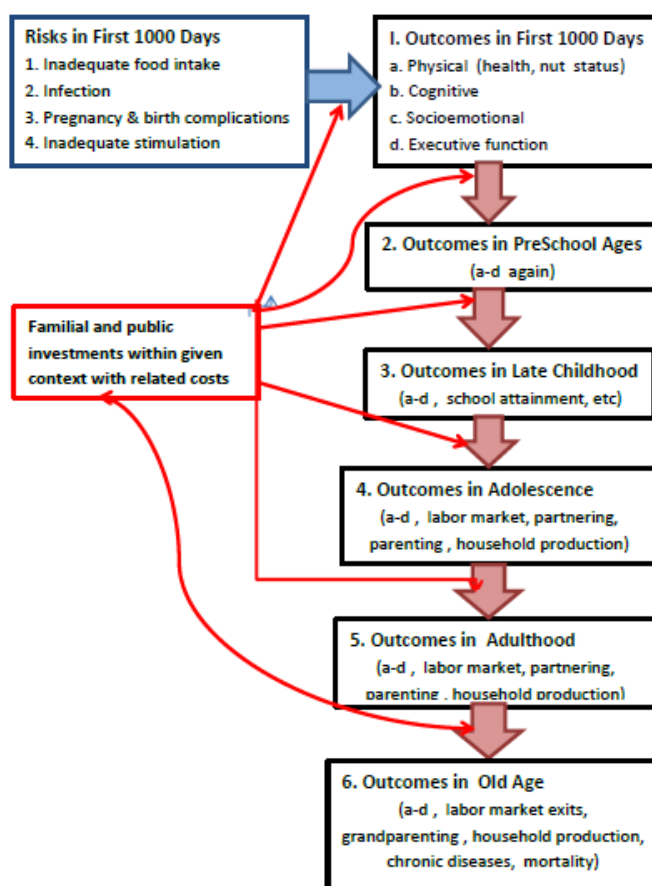 Risks in First 1000 Days
1. Inadequate food intake
2. Infection
3. Pregnancy & birth complications
4. Inadequate stimulation
I. Outcomes in First 1000 Days
a. Physical (health, nut status)
b. Cognitive
c. Socioemotional
d. Executive function
2. Outcomes in PreSchool Ages
(a-d again)
Familial and public
investments within given
context with related costs
3. Outcomes in Late Childhood
(a-d , school attainment, etc)
4. Outcomes in Adolescence
(a-d , labor market, partnering,
parenting , household production)
5. Outcomes in Adulthood
(a-d , labor market, partnering,
parenting , household production)
6. Outcomes in Old Age
(a-d , labor market exits,
grandparenting , household production,
chronic diseases, mortality)